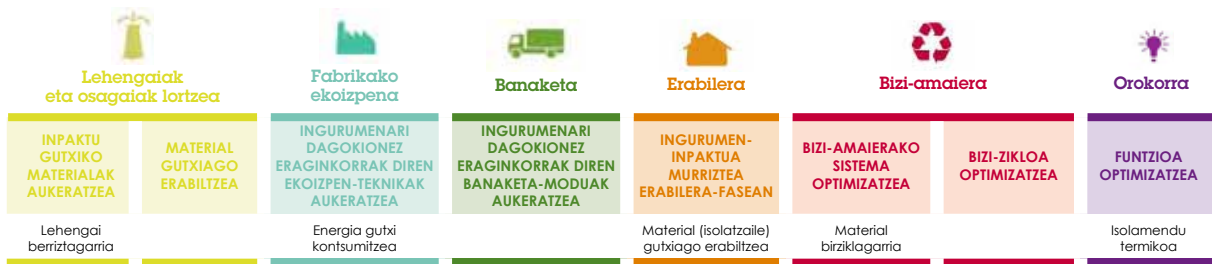 Lehengaiak
eta osagaiak lortzea
Fabrikako
ekoizpena
Banaketa
Erabilera
Bizi-amaiera
Orokorra
INPAKTU
GUTXIKO
MATERIALAK
AUKERATZEA
MATERIAL
GUTXIAGO
ERABILTZEA
INGURUMENARI
DAGOKIONEZ
ERAGINKORRAK DIREN
EKOIZPEN-TEKNIKAK
AUKERATZEA
INGURUMENARI
DAGOKIONEZ
ERAGINKORRAK DIREN
BANAKETA-MODUAK
AUKERATZEA
INGURUMEN-
INPAKTUA
MURRIZTEA
ERABILERA-FASEAN
BIZI-AMAIERAKO
SISTEMA
OPTIMIZATZEA
BIZI-ZIKLOA
OPTIMIZATZEA
FUNTZIOA
OPTIMIZATZEA
Lehengai
berriztagarria
Energia gutxi
kontsumitzea
Material (isolatzaile)
gutxiago erabiltzea
Material
birziklagarria
Isolamendu
termikoa